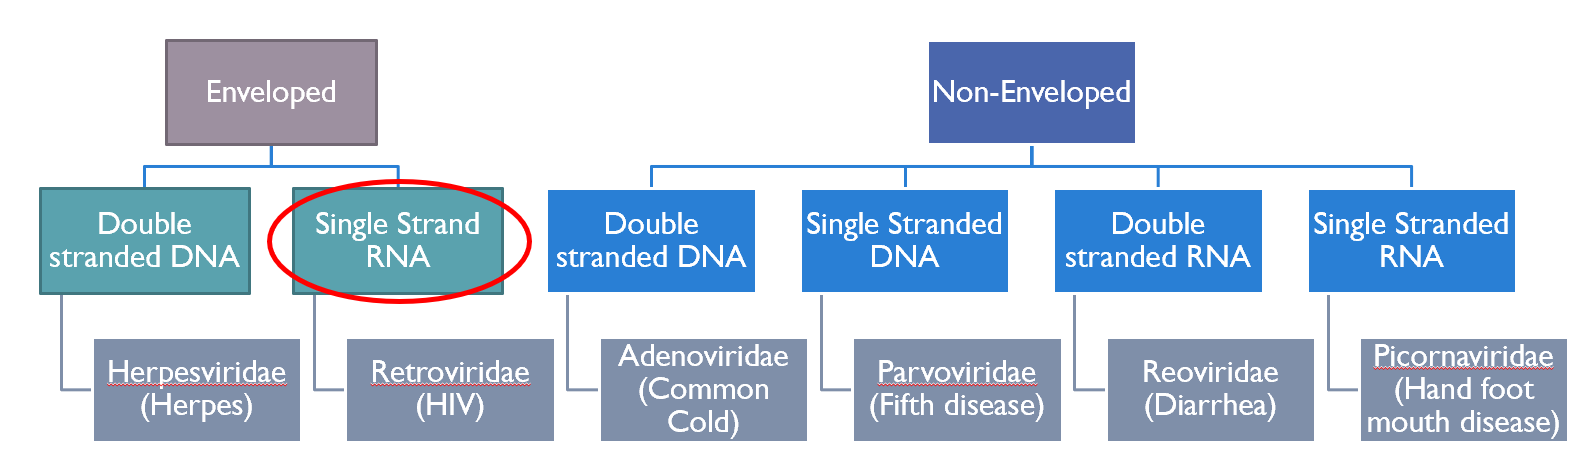 Enveloped
Non-Enveloped
Double
stranded DNA
Single Strand
RNA
Double
stranded DNA
Single Stranded
DNA
Double
stranded RNA
Single Stranded
RNA
Herpesviridae
(Herpes)
Retroviridae
(HIV)
Adenoviridae
(Common
Cold)
Parvoviridae
(Fifth disease)
Reoviridae
(Diarrhea)
Picornaviridae
(Hand foot
mouth disease)